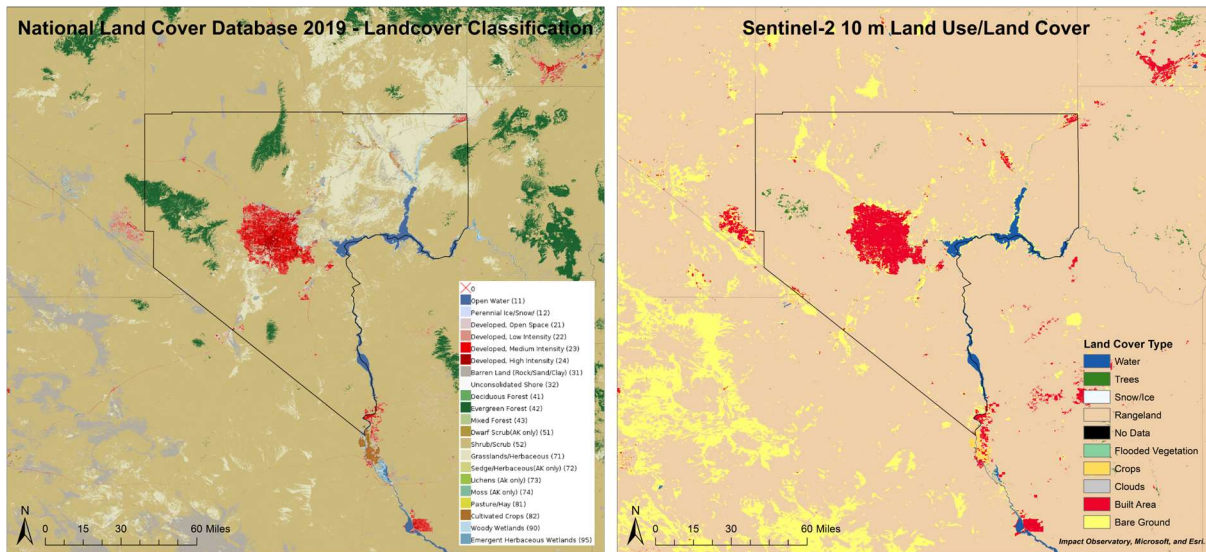 National Land Cover Database 2019 - Landcover Classification
0
Open Water (11)
Perennial Ice/Snow/ (12)
Developed, Open Space (21)
Developed, Low Intensity (22)
Developed, Medium Intensity (23)
Developed, High Intensity (24)
Barren Land (Rock/Sand/Clay) (31)
Unconsolidated Shore (32)
Deciduous Forest (41)
Evergreen Forest (42)
Mixed Forest (43)
Dwarf Scrub(AK only) (51)
Shrub/Scrub (52)
Grasslands/Herbaceous (71)
Sedge/Herbaceous(AK only) (72)
Lichens (Ak only) (73)
Moss (AK only) (74)
Pasture/Hay (81)
Cultivated Crops (82)
Woody Wetlands (90)
Emergent Herbaceous Wetlands (95)
N
0 15 30 60 Miles
Sentinel-2 10 m Land Use/Land Cover
Land Cover Type
Water
Trees
Snow/Ice
Rangeland
No Data
Flooded Vegetation
Crops
Clouds
Built Area
Bare Ground
N
0 15 30 60 Miles
Impact Observatory, Microsoft, and Esri.